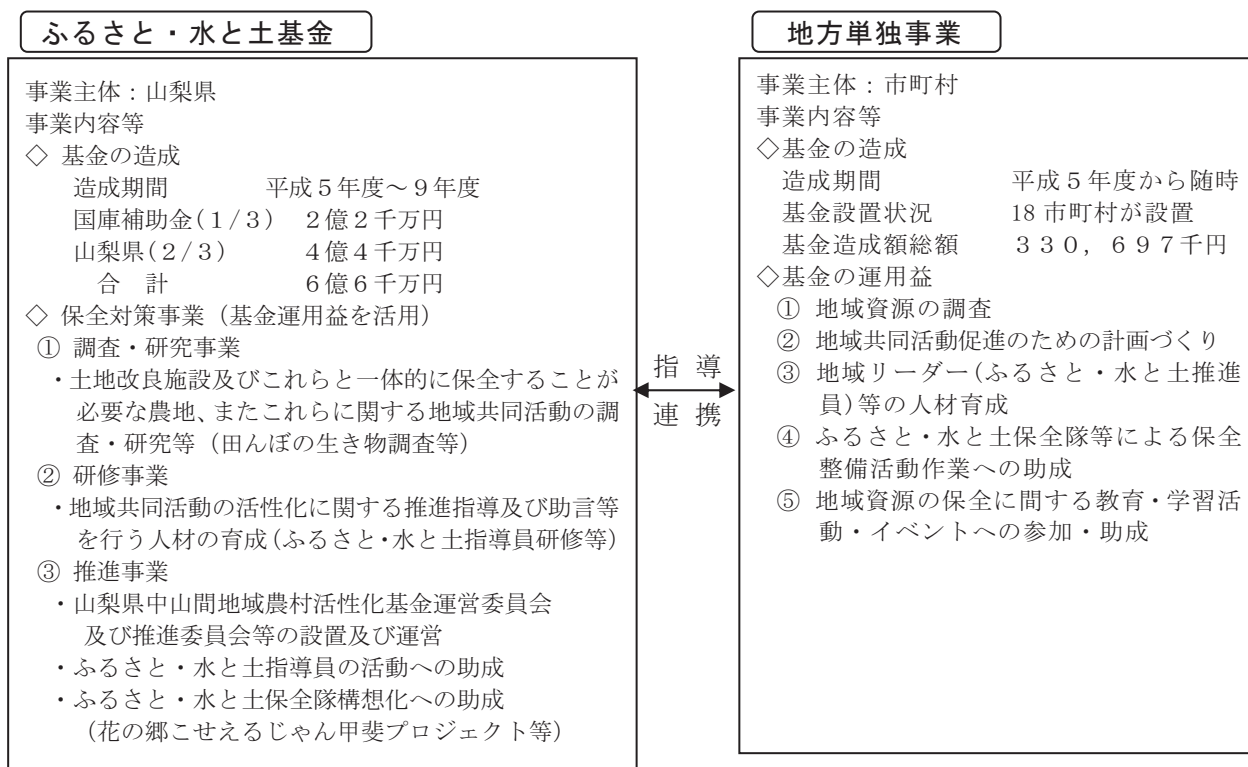 ふるさと・水と土基金
事業主体：山梨県
事業内容等
◇ 基金の造成
造成期間 平成５年度～９年度
国庫補助金(１/３) ２億２千万円
山梨県(２/３) ４億４千万円
合 計 ６億６千万円
◇ 保全対策事業（基金運用益を活用）
① 調査・研究事業
・土地改良施設及びこれらと一体的に保全することが
必要な農地、またこれらに関する地域共同活動の調
査・研究等（田んぼの生き物調査等）
② 研修事業
・地域共同活動の活性化に関する推進指導及び助言等
を行う人材の育成(ふるさと・水と土指導員研修等)
③ 推進事業
・山梨県中山間地域農村活性化基金運営委員会
及び推進委員会等の設置及び運営
・ふるさと・水と土指導員の活動への助成
・ふるさと・水と土保全隊構想化への助成
（花の郷こせえるじゃん甲斐プロジェクト等）
指 導
連 携
地方単独事業
事業主体：市町村
事業内容等
◇基金の造成
造成期間 平成５年度から随時
基金設置状況 18 市町村が設置
基金造成額総額 ３３０，６９７千円
◇基金の運用益
① 地域資源の調査
② 地域共同活動促進のための計画づくり
③ 地域リーダー(ふるさと・水と土推進
員)等の人材育成
④ ふるさと・水と土保全隊等による保全
整備活動作業への助成
⑤ 地域資源の保全に間する教育・学習活
動・イベントへの参加・助成